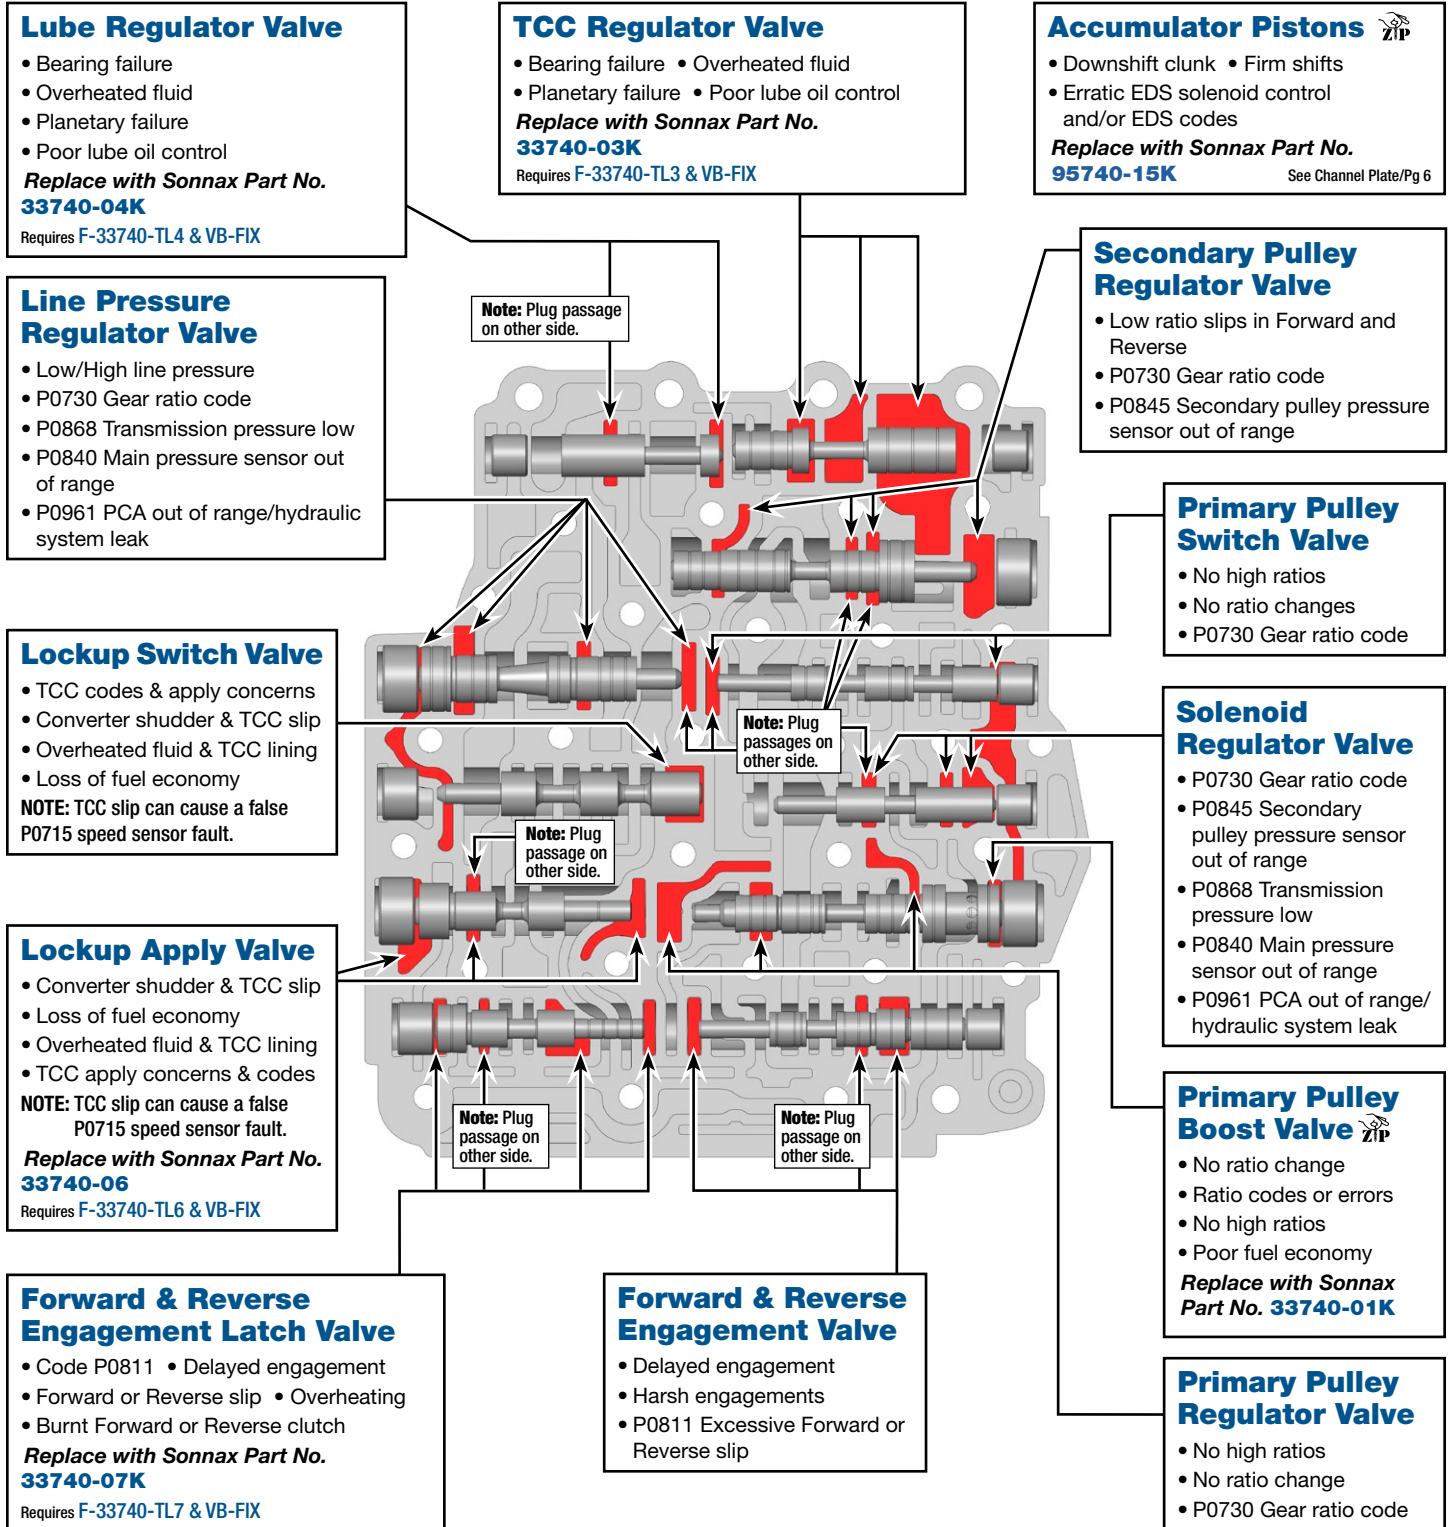 Lube Regulator Valve
• Bearing failure
• Overheated fluid
• Planetary failure
• Poor lube oil control
Replace with Sonnax Part No.
33740-04K
Requires F-33740-TL4 & VB-FIX
TCC Regulator Valve
• Bearing failure • Overheated fluid
• Planetary failure • Poor lube oil control
Replace with Sonnax Part No.
33740-03K
Requires F-33740-TL3 & VB-FIX
Accumulator Pistons ZIP
• Downshift clunk • Firm shifts
• Erratic EDS solenoid control
and/or EDS codes
Replace with Sonnax Part No.
95740-15K See Channel Plate/Pg 6
Secondary Pulley
Regulator Valve
• Low ratio slips in Forward and
Reverse
• P0730 Gear ratio code
• P0845 Secondary pulley pressure
sensor out of range
Line Pressure
Regulator Valve
• Low/High line pressure
• P0730 Gear ratio code
• P0868 Transmission pressure low
• P0840 Main pressure sensor out
of range
• P0961 PCA out of range/hydraulic
system leak
Note: Plug passage
on other side.
Primary Pulley
Switch Valve
• No high ratios
• No ratio changes
• P0730 Gear ratio code
Lockup Switch Valve
• TCC codes & apply concerns
• Converter shudder & TCC slip
• Overheated fluid & TCC lining
• Loss of fuel economy
NOTE: TCC slip can cause a false
P0715 speed sensor fault.
Note: Plug
passages on
other side.
Solenoid
Regulator Valve
• P0730 Gear ratio code
• P0845 Secondary
pulley pressure sensor
out of range
• P0868 Transmission
pressure low
• P0840 Main pressure
sensor out of range
• P0961 PCA out of range/
hydraulic system leak
Note: Plug
passage on
other side.
Lockup Apply Valve
• Converter shudder & TCC slip
• Loss of fuel economy
• Overheated fluid & TCC lining
• TCC apply concerns & codes
NOTE: TCC slip can cause a false
P0715 speed sensor fault.
Replace with Sonnax Part No.
33740-06
Requires F-33740-TL6 & VB-FIX
Note: Plug
passage on
other side.
Note: Plug
passage on
other side.
Primary Pulley
Boost Valve ZIP
• No ratio change
• Ratio codes or errors
• No high ratios
• Poor fuel economy
Replace with Sonnax
Part No. 33740-01K
Forward & Reverse
Engagement Latch Valve
• Code P0811 • Delayed engagement
• Forward or Reverse slip • Overheating
• Burnt Forward or Reverse clutch
Replace with Sonnax Part No.
33740-07K
Requires F-33740-TL7 & VB-FIX
Forward & Reverse
Engagement Valve
• Delayed engagement
• Harsh engagements
• P0811 Excessive Forward or
Reverse slip
Primary Pulley
Regulator Valve
• No high ratios
• No ratio change
• P0730 Gear ratio code